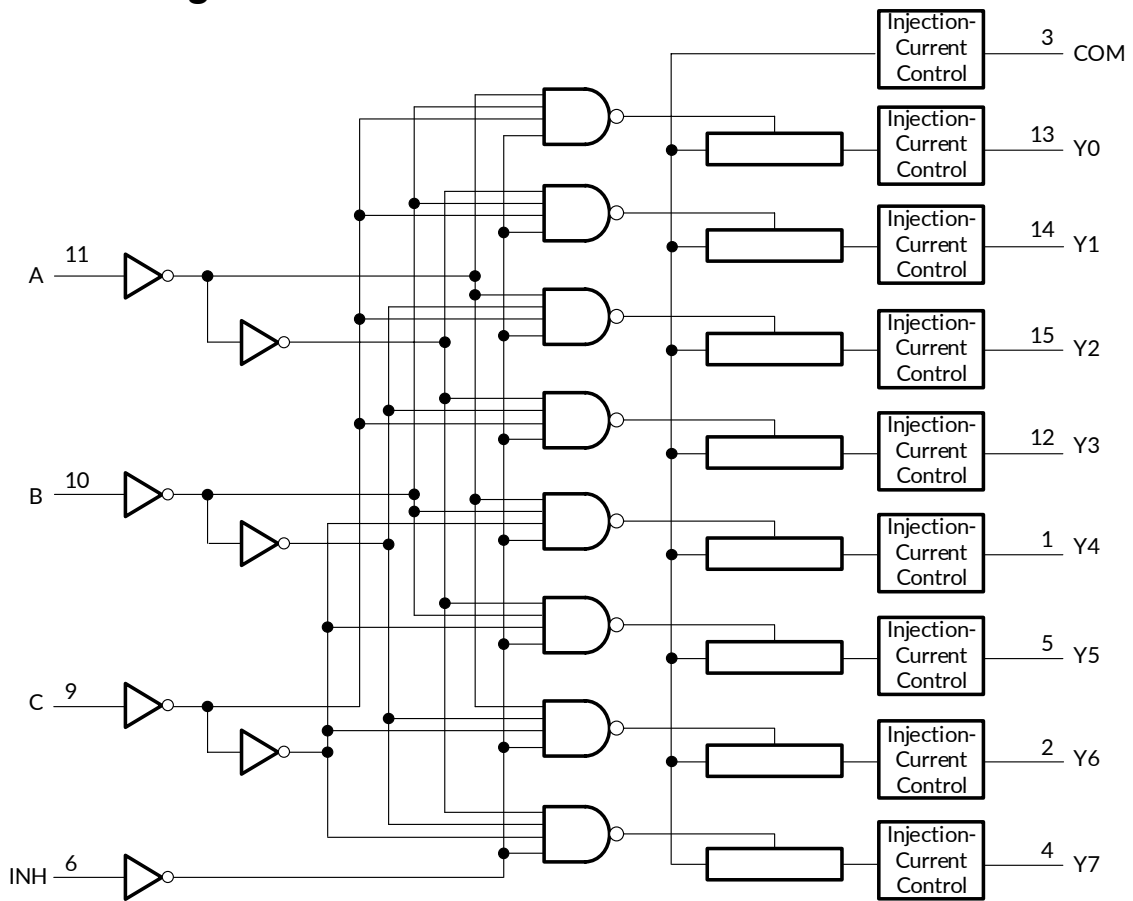 Injection-
Current
Control
3
COM
Injection-
Current
Control
13
Y0
Injection-
Current
Control
14
Y1
11
A
Injection-
Current
Control
15
Y2
Injection-
Current
Control
12
Y3
10
B
Injection-
Current
Control
1
Y4
Injection-
Current
Control
5
Y5
9
C
Injection-
Current
Control
2
Y6
Injection-
Current
Control
4
Y7
6
INH